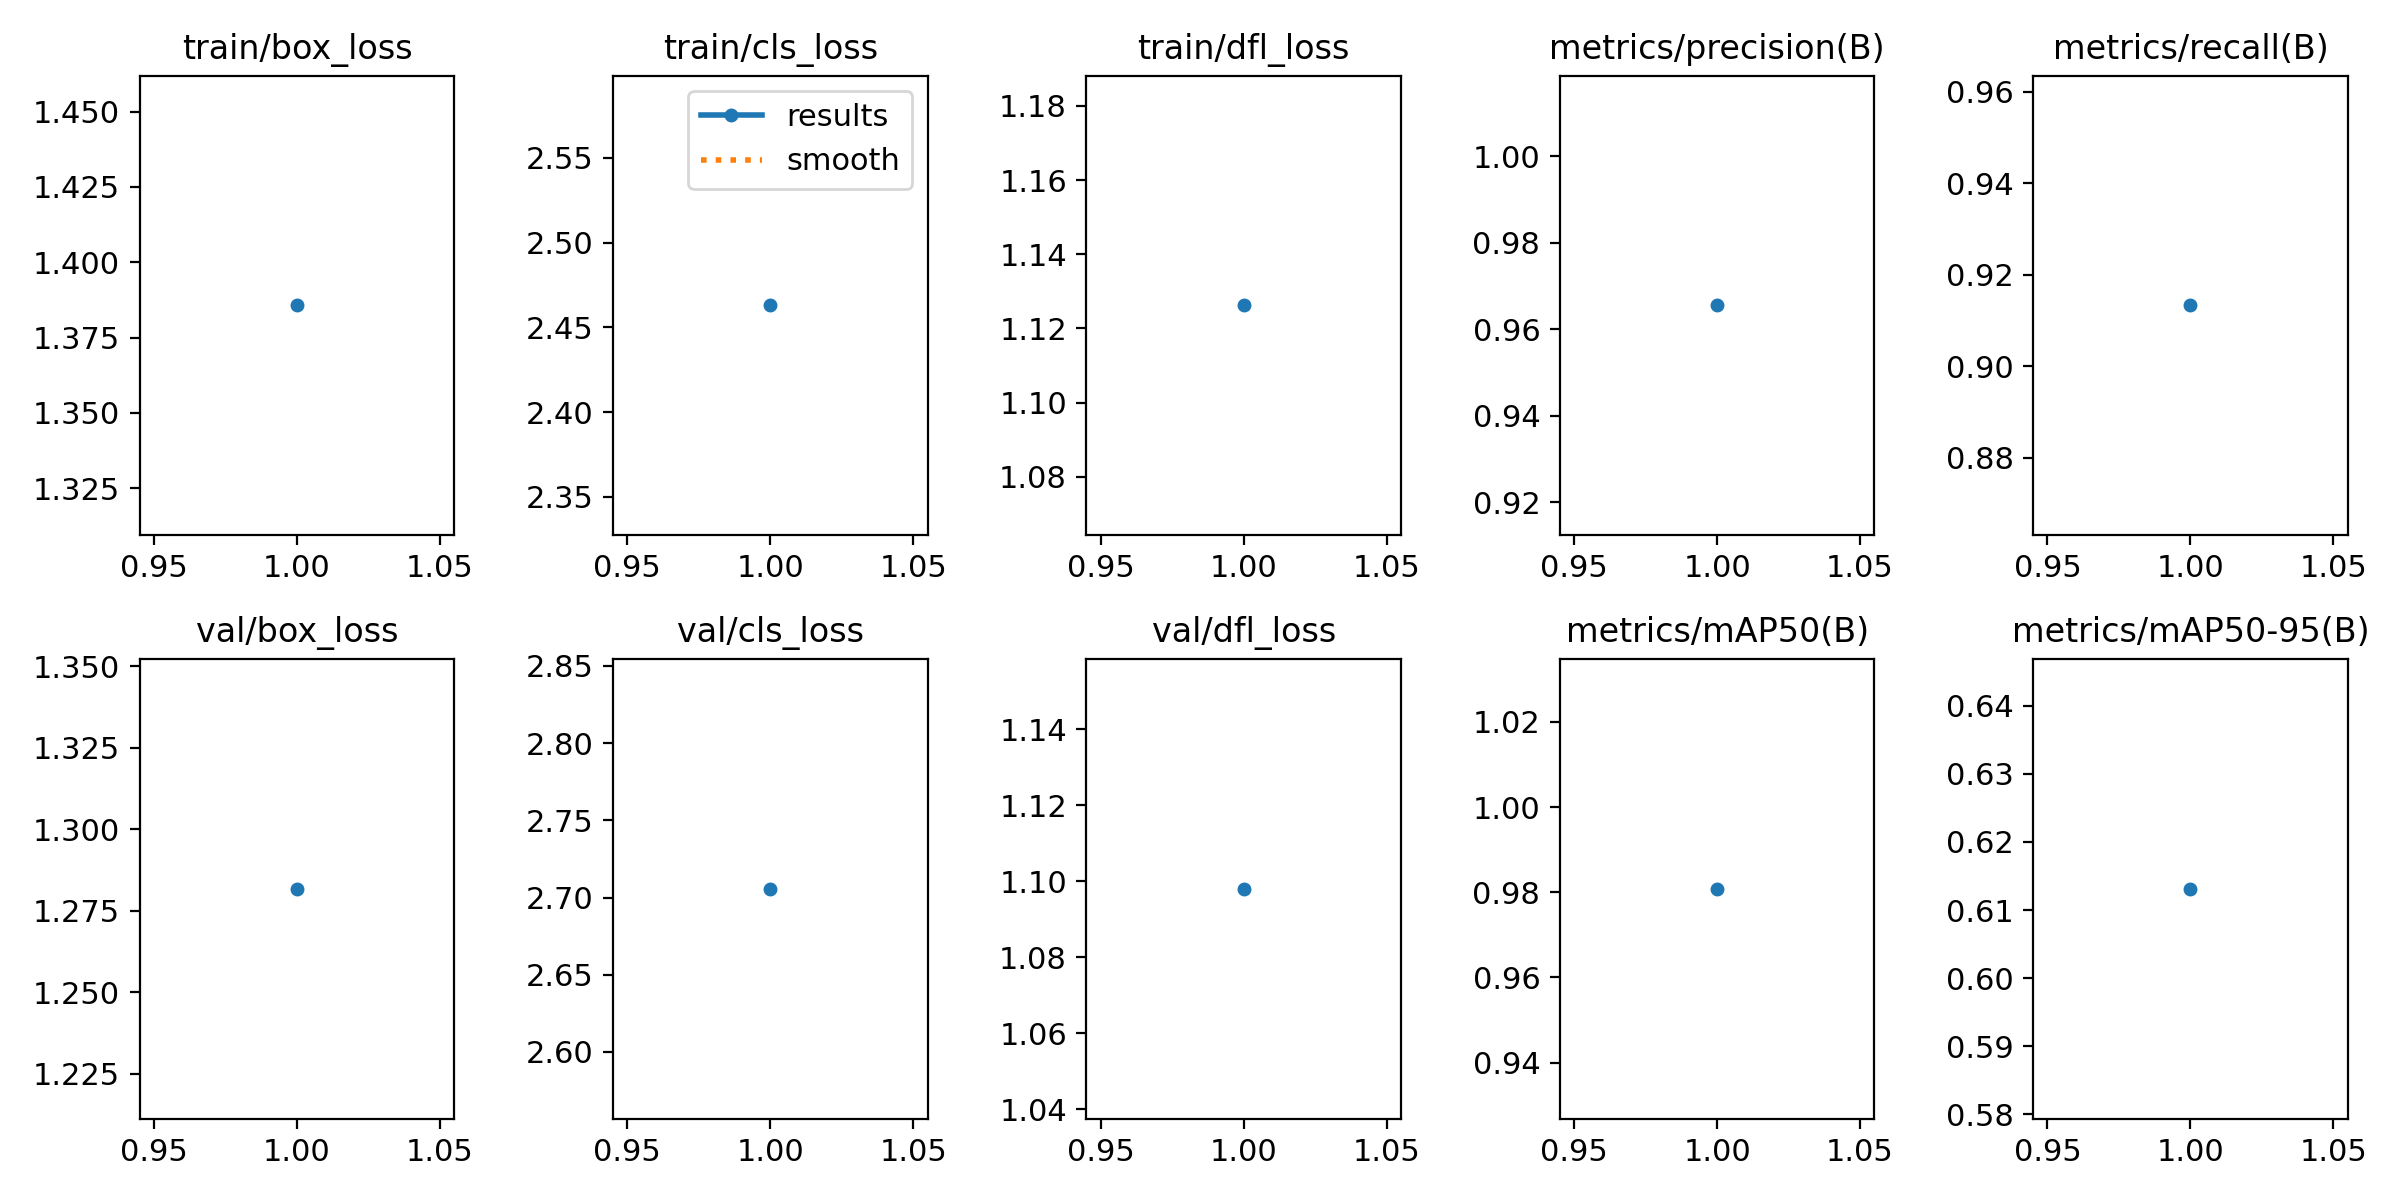 train/box_loss
1.450
1.425
1.400
1.375
1.350
1.325
0.95 1.00 1.05
train/cls_loss
results
smooth
2.55
2.50
2.45
2.40
2.35
0.95 1.00 1.05
train/dfl_loss
1.18
1.16
1.14
1.12
1.10
1.08
0.95 1.00 1.05
metrics/precision(B)
1.00
0.98
0.96
0.94
0.92
0.95 1.00 1.05
metrics/recall(B)
0.96
0.94
0.92
0.90
0.88
0.95 1.00 1.05
val/box_loss
1.350
1.325
1.300
1.275
1.250
1.225
0.95 1.00 1.05
val/cls_loss
2.85
2.80
2.75
2.70
2.65
2.60
0.95 1.00 1.05
val/dfl_loss
1.14
1.12
1.10
1.08
1.06
1.04
0.95 1.00 1.05
metrics/mAP50(B)
1.02
1.00
0.98
0.96
0.94
0.95 1.00 1.05
metrics/mAP50-95(B)
0.64
0.63
0.62
0.61
0.60
0.59
0.58
0.95 1.00 1.05